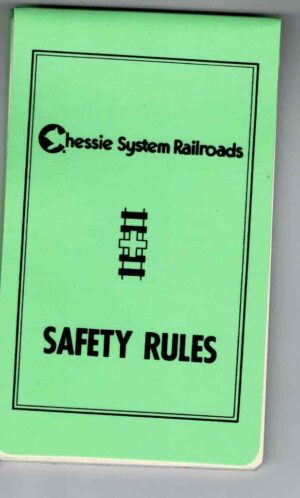 Chessie System Railroads
SAFETY RULES